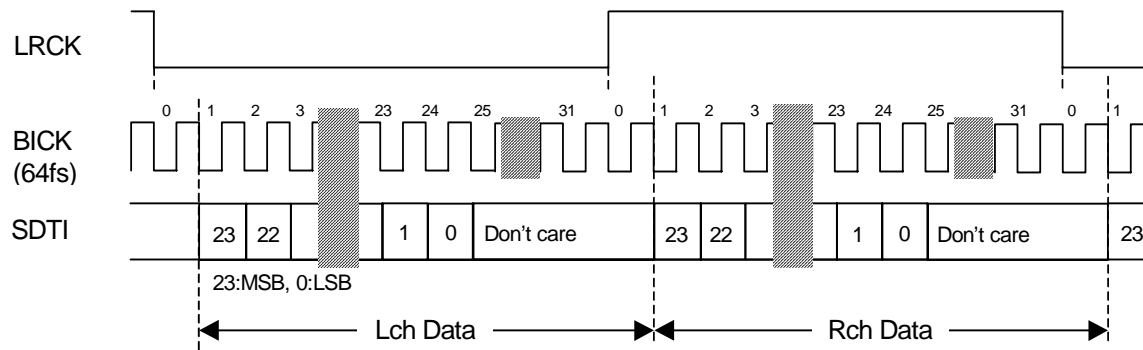 LRCK
0 1 2 3 23 24 25 31 0 1 2 3 23 24 25 31 0 1
BICK
(64fs)
SDTI
23 22 1 0 Don't care 23 22 1 0 Don't care 23
23:MSB, 0:LSB
Lch Data Rch Data